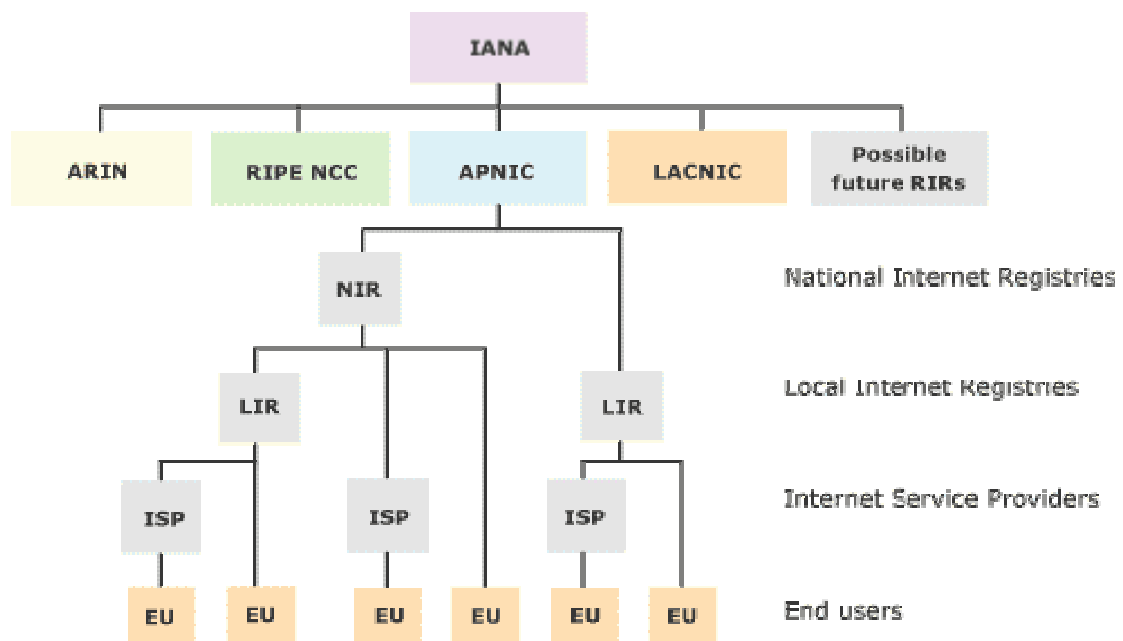 IANA
ARIN
RIPE NCC
APNIC
LACNIC
Possible
future RIRs
NIR
National Internet Registries
LIR
LIR
Local Internet Registries
ISP
ISP
ISP
Internet Service Providers
EU
EU
EU
EU
EU
EU
End users